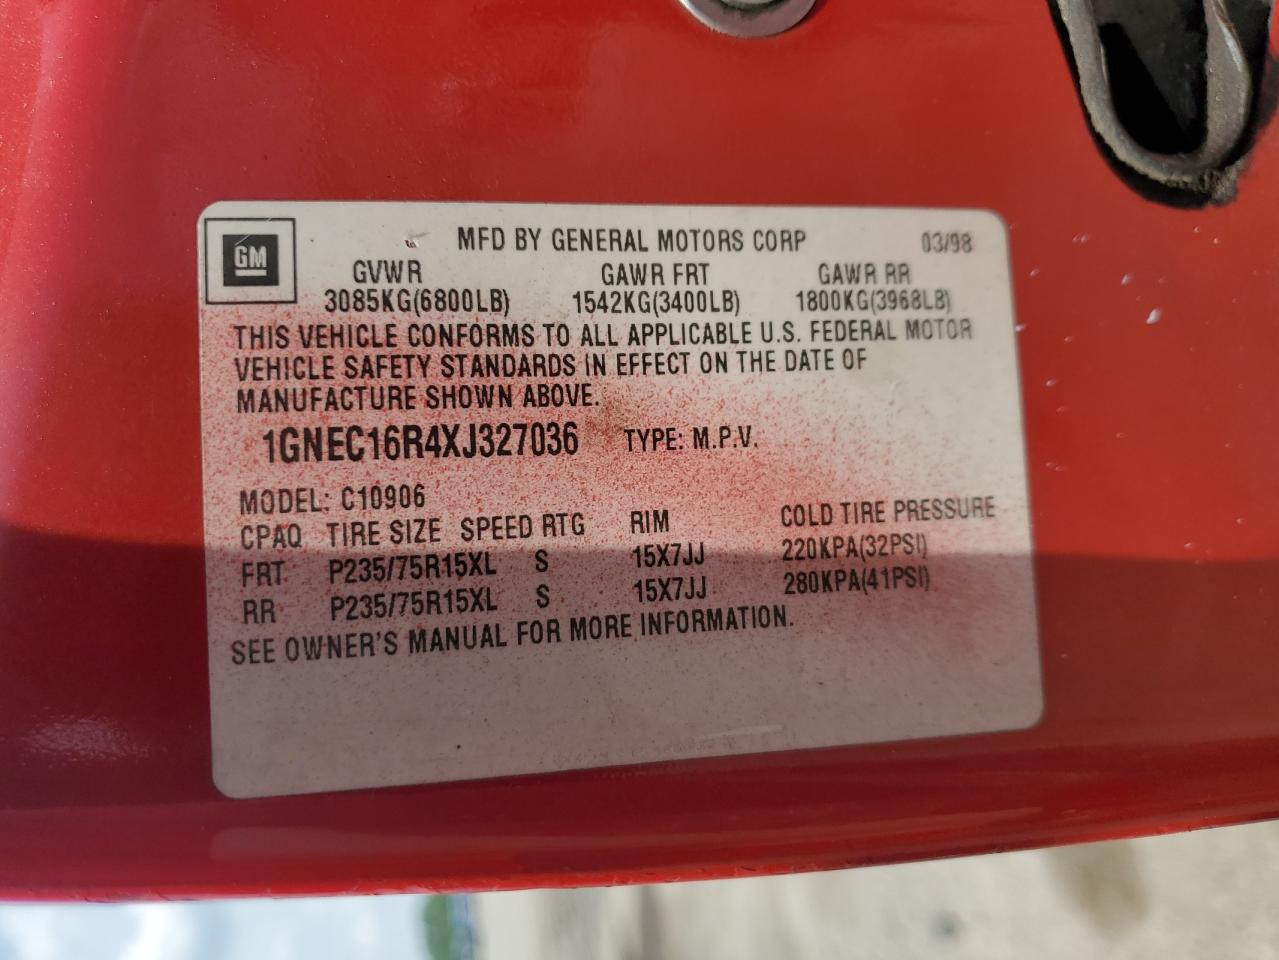 GM
MFD BY GENERAL MOTORS CORP 03/98
GVWR GAWR FRT GAWR RR
3085KG(6800LB) 1542KG(3400LB) 1800KG(3968LB)
THIS VEHICLE CONFORMS TO ALL APPLICABLE U.S. FEDERAL MOTOR
VEHICLE SAFETY STANDARDS IN EFFECT ON THE DATE OF
MANUFACTURE SHOWN ABOVE.
1GNEC16R4XJ327036 TYPE: M.P.V.
MODEL: C10906
CPAQ TIRE SIZE SPEED RTG RIM COLD TIRE PRESSURE
FRT P235/75R15XL S 15X7JJ 220KPA(32PSI)
RR P235/75R15XL S 15X7JJ 280KPA(41PSI)
SEE OWNER'S MANUAL FOR MORE INFORMATION.